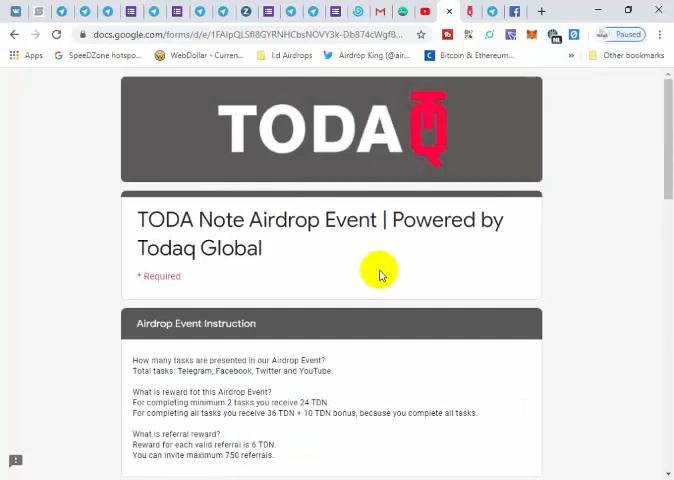 docs.google.com/forms/d/e/1FAIpQLSfI8GYRNHCbsNOVY3k-Db874cWgf8...
Paused
Apps
SpeeDZone hotspot...
WebDollar - Curren...
I.d Airdrops
Airdrop King (@air...
Bitcoin & Ethereum...
»
Other bookmarks
TODAQ
TODA Note Airdrop Event | Powered by
Todaq Global
* Required
Airdrop Event Instruction
How many tasks are presented in our Airdrop Event?
Total tasks: Telegram, Facebook, Twitter and YouTube.
What is reward fot this Airdrop Event?
For completing minimum 2 tasks you receive 24 TDN.
For completing all tasks you receive 36 TDN + 10 TDN bonus, because you complete all tasks.
What is referral reward?
Reward for each valid referral is 6 TDN.
You can invite maximum 750 referrals.